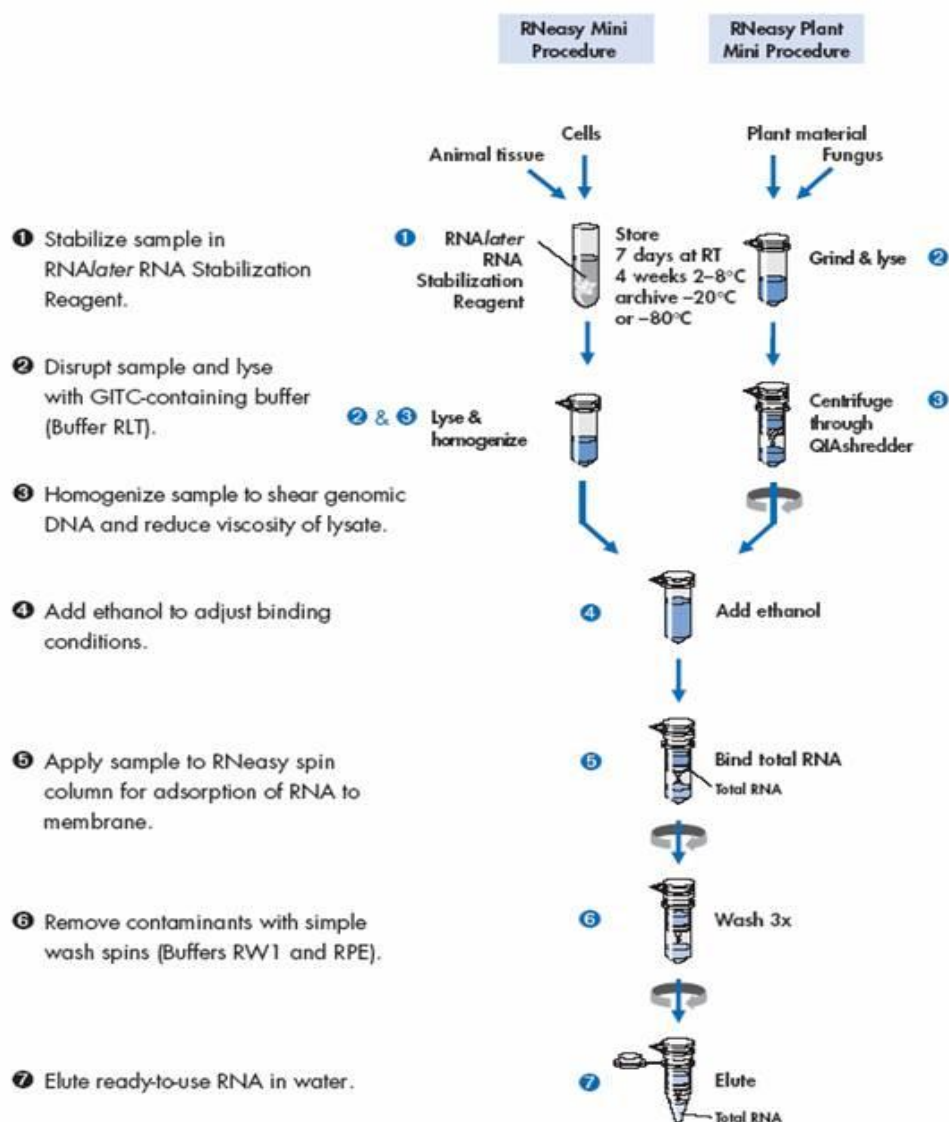 RNeasy Mini
Procedure
RNeasy Plant
Mini Procedure
Cells
Animal tissue
Plant material
Fungus
❶ Stabilize sample in
RNAlater RNA Stabilization
Reagent.
❶ RNAlater
RNA
Stabilization
Reagent
Store
7 days at RT
4 weeks 2–8°C
archive –20°C
or –80°C
Grind & lyse ❷
❷ Disrupt sample and lyse
with GITC-containing buffer
(Buffer RLT).
❷ & ❸ Lyse &
homogenize
Centrifuge ❸
through
QIAshredder
❸ Homogenize sample to shear genomic
DNA and reduce viscosity of lysate.
❹ Add ethanol to adjust binding
conditions.
❹ Add ethanol
❺ Apply sample to RNeasy spin
column for adsorption of RNA to
membrane.
❺ Bind total RNA
Total RNA
❻ Remove contaminants with simple
wash spins (Buffers RW1 and RPE).
❻ Wash 3x
❼ Elute ready-to-use RNA in water.
❼ Elute
Total RNA